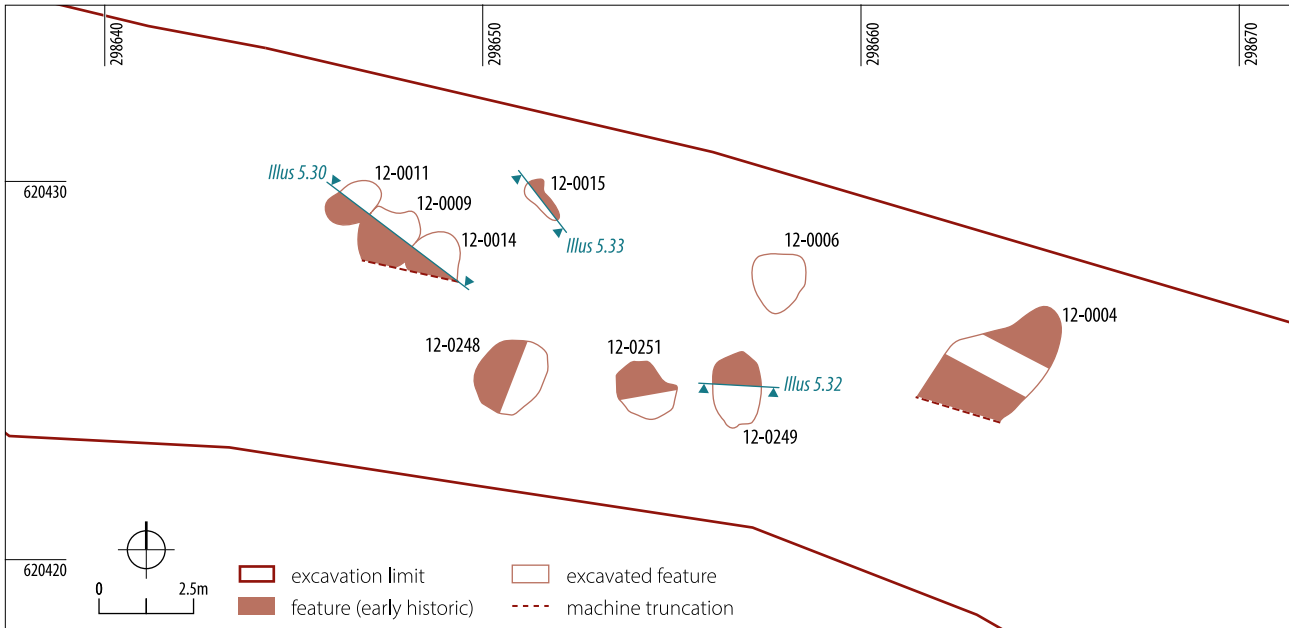 298640
298650
298660
298670
620430
Illus 5.30
12-0011
12-0009
12-0014
12-0015
Illus 5.33
12-0006
12-0004
12-0248
12-0251
Illus 5.32
12-0249
620420
0 2.5m
excavation limit
feature (early historic)
excavated feature
machine truncation